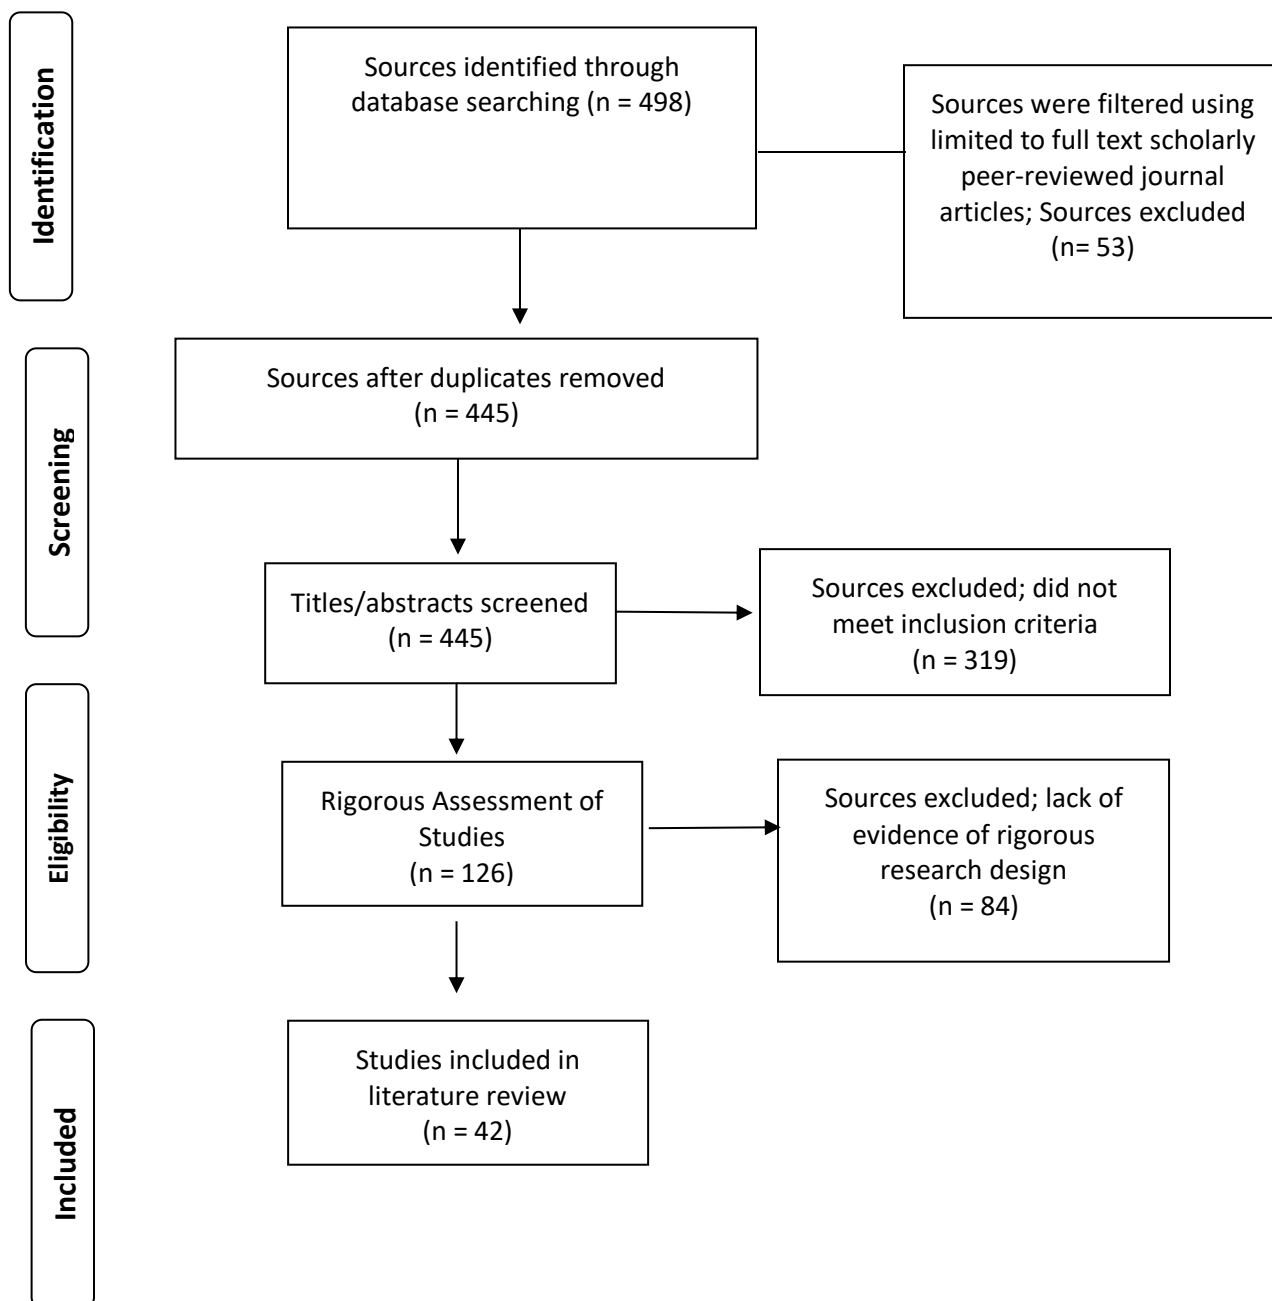 Identification
Sources identified through
database searching (n = 498)
Sources were filtered using
limited to full text scholarly
peer-reviewed journal
articles; Sources excluded
(n= 53)
Screening
Sources after duplicates removed
(n = 445)
Titles/abstracts screened
(n = 445)
Sources excluded; did not
meet inclusion criteria
(n = 319)
Eligibility
Rigorous Assessment of
Studies
(n = 126)
Sources excluded; lack of
evidence of rigorous
research design
(n = 84)
Included
Studies included in
literature review
(n = 42)